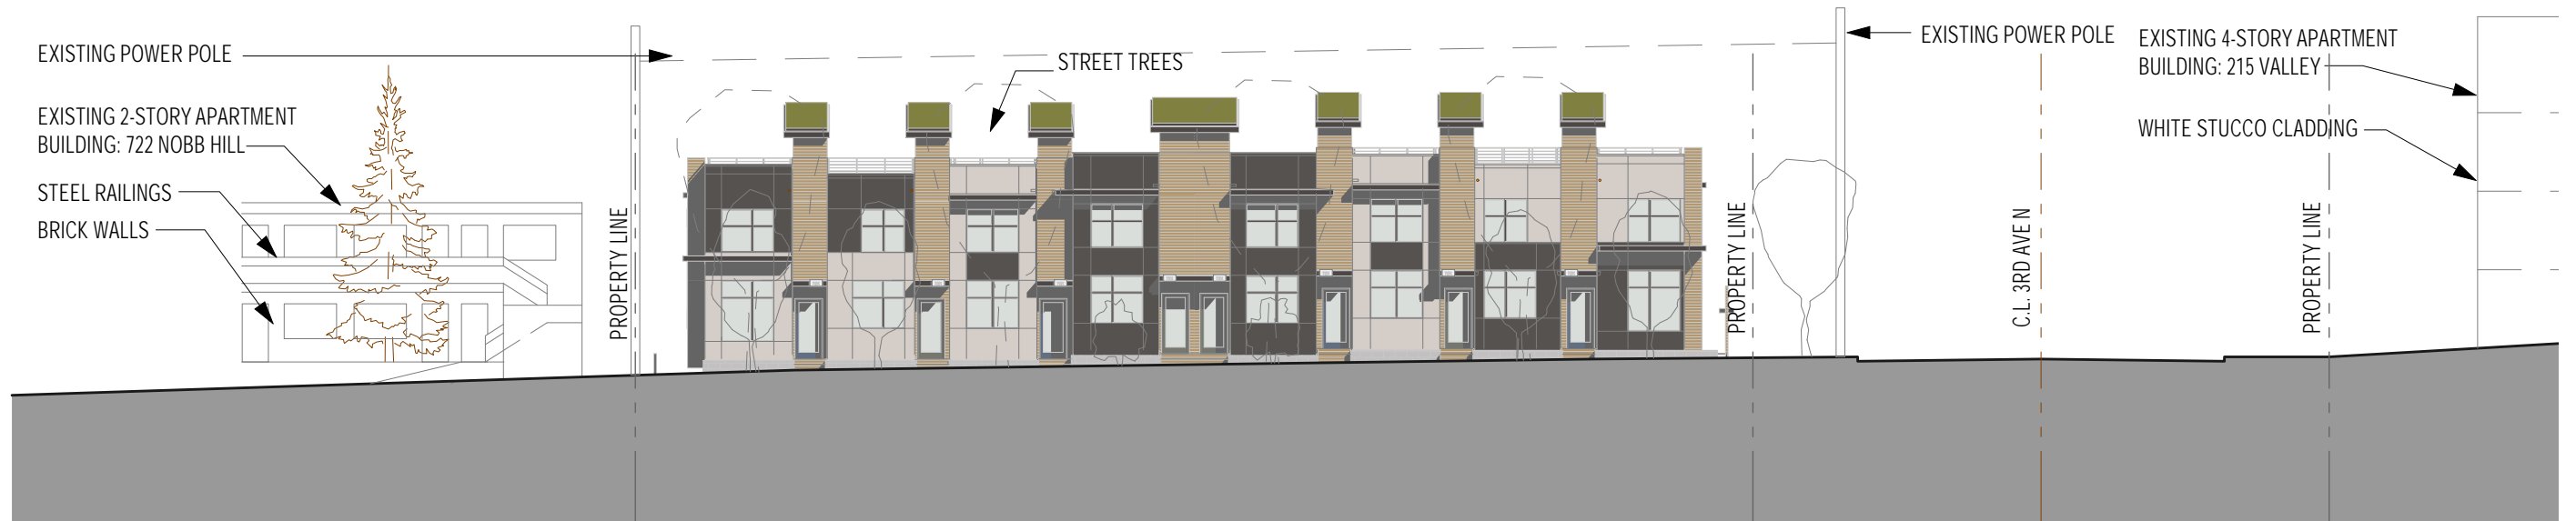 EXISTING POWER POLE
EXISTING 2-STORY APARTMENT
BUILDING: 722 NOBB HILL
STEEL RAILINGS
BRICK WALLS
PROPERTY LINE
STREET TREES
PROPERTY LINE
EXISTING POWER POLE
C.L. 3RD AVE N
EXISTING 4-STORY APARTMENT
BUILDING: 215 VALLEY
WHITE STUCCO CLADDING
PROPERTY LINE